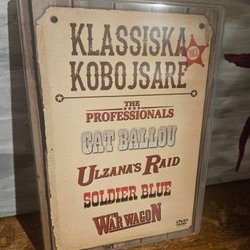 KLASSISKA
KOBOJSARE
THE
PROFESSIONALS
CAT BALLOU
ULZANA'S RAID
SOLDIER BLUE
THE WAR WAGON
DVD